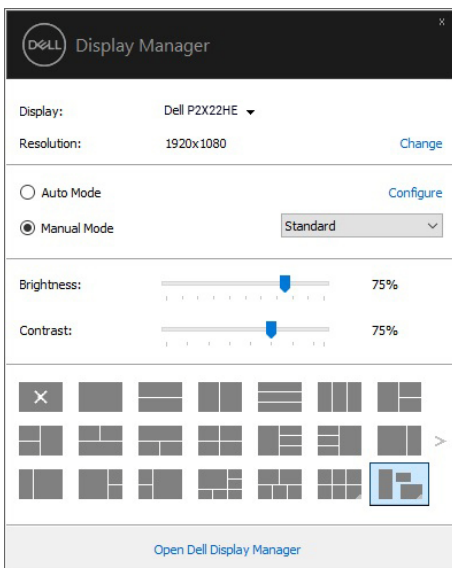 DELL Display Manager
x
Display: Dell P2X22HE
Resolution: 1920x1080 Change
Auto Mode Configure
Manual Mode Standard
Brightness: 75%
Contrast: 75%
Open Dell Display Manager